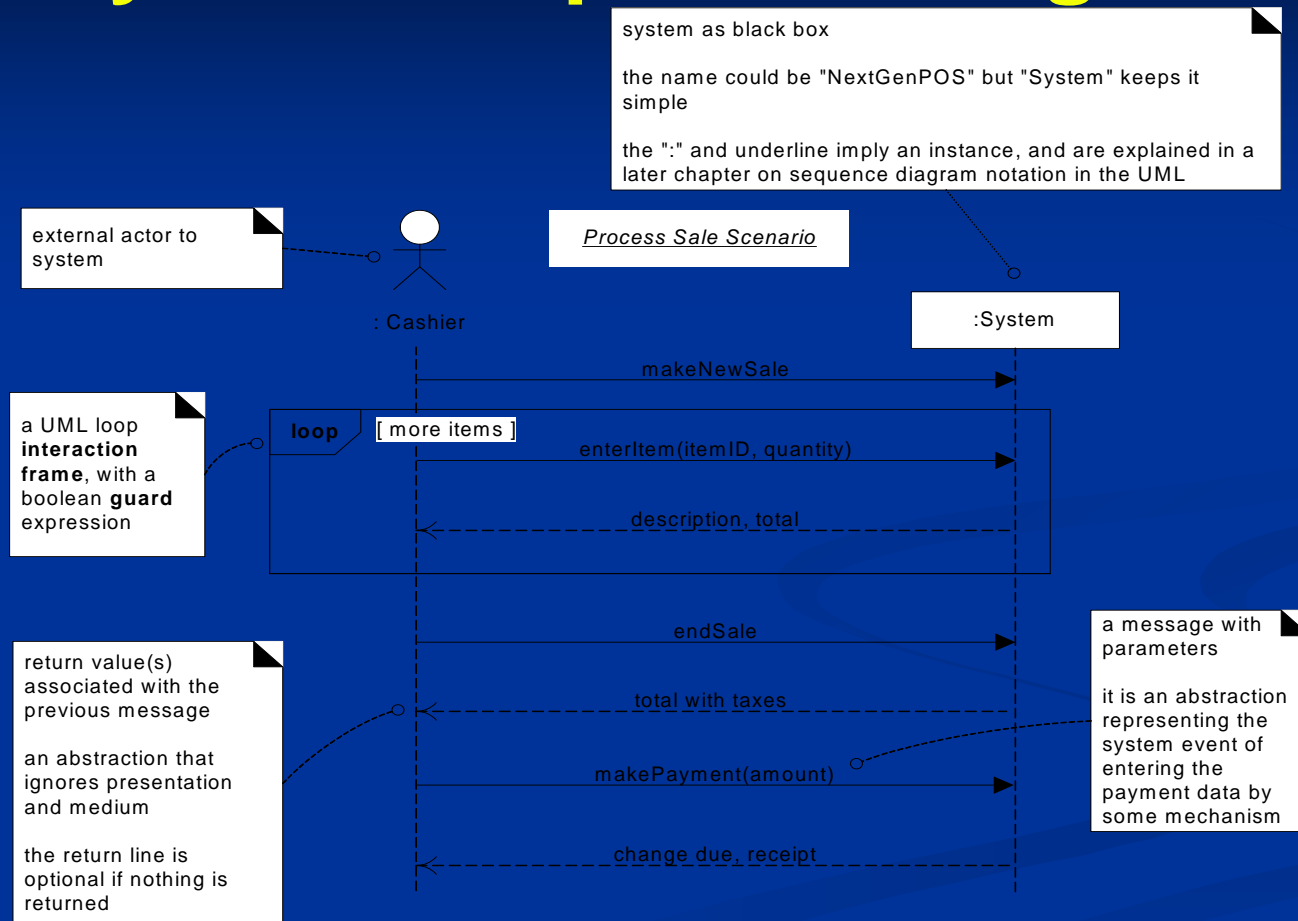 system as black box
the name could be "NextGenPOS" but "System" keeps it
simple
the ":" and underline imply an instance, and are explained in a
later chapter on sequence diagram notation in the UML
external actor to
system
Process Sale Scenario
: Cashier
:System
makeNewSale
a UML loop
interaction
frame, with a
boolean guard
expression
loop
[ more items ]
enterItem(itemID, quantity)
description, total
endSale
a message with
parameters
it is an abstraction
representing the
system event of
entering the
payment data by
some mechanism
return value(s)
associated with the
previous message
an abstraction that
ignores presentation
and medium
the return line is
optional if nothing is
returned
total with taxes
makePayment(amount)
change due, receipt